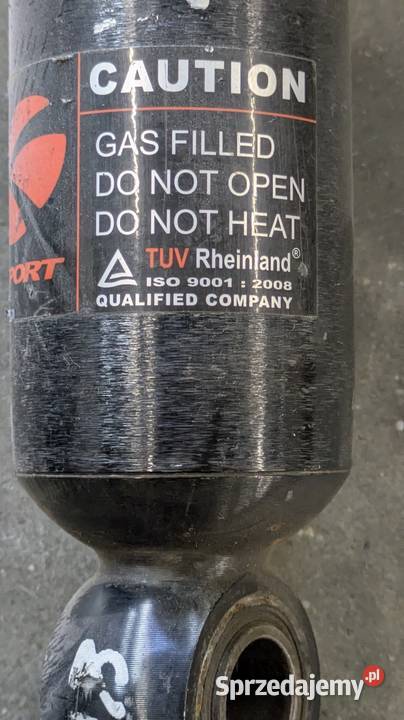 CAUTION
GAS FILLED
DO NOT OPEN
DO NOT HEAT
TUV Rheinland®
ISO 9001 : 2008
QUALIFIED COMPANY
PORT
Sprzedajemy.pl